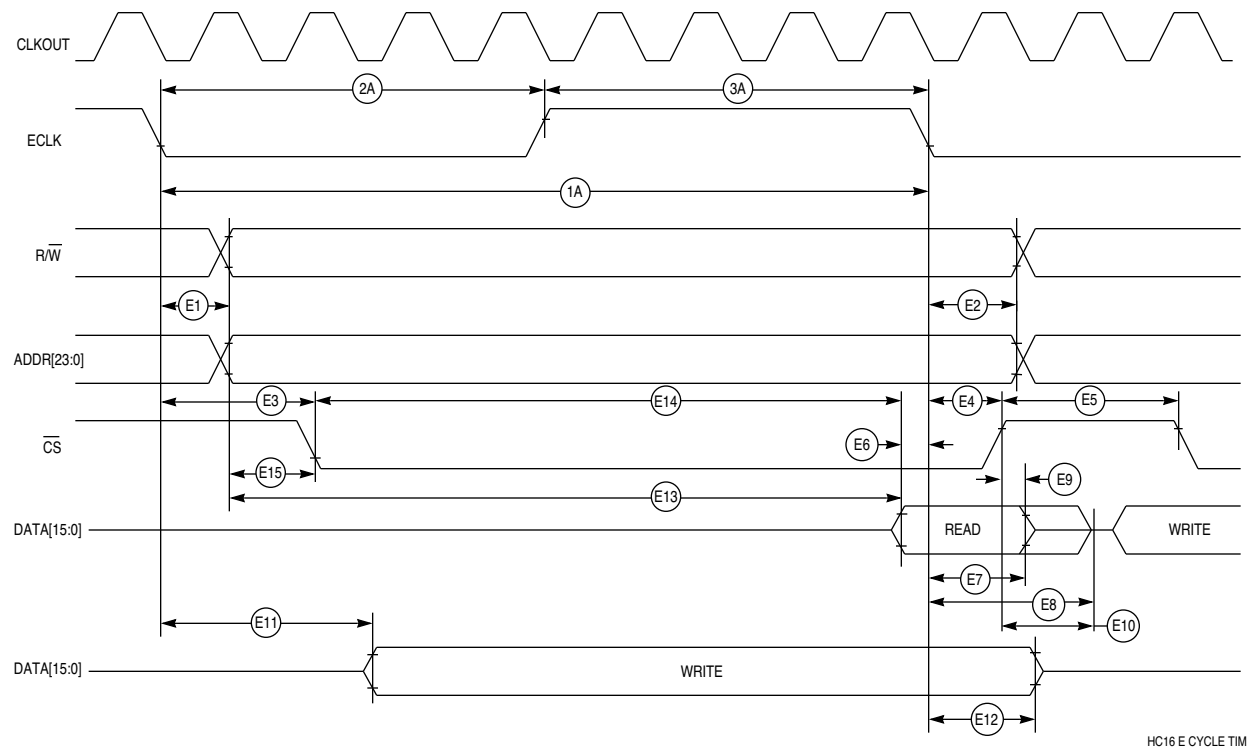 CLKOUT
2A
3A
ECLK
1A
R/W
E1
E2
ADDR[23:0]
E3
E14
E4
E5
CS
E6
E15
E9
E13
DATA[15:0]
READ
WRITE
E7
E8
E11
E10
DATA[15:0]
WRITE
E12
HC16 E CYCLE TIM